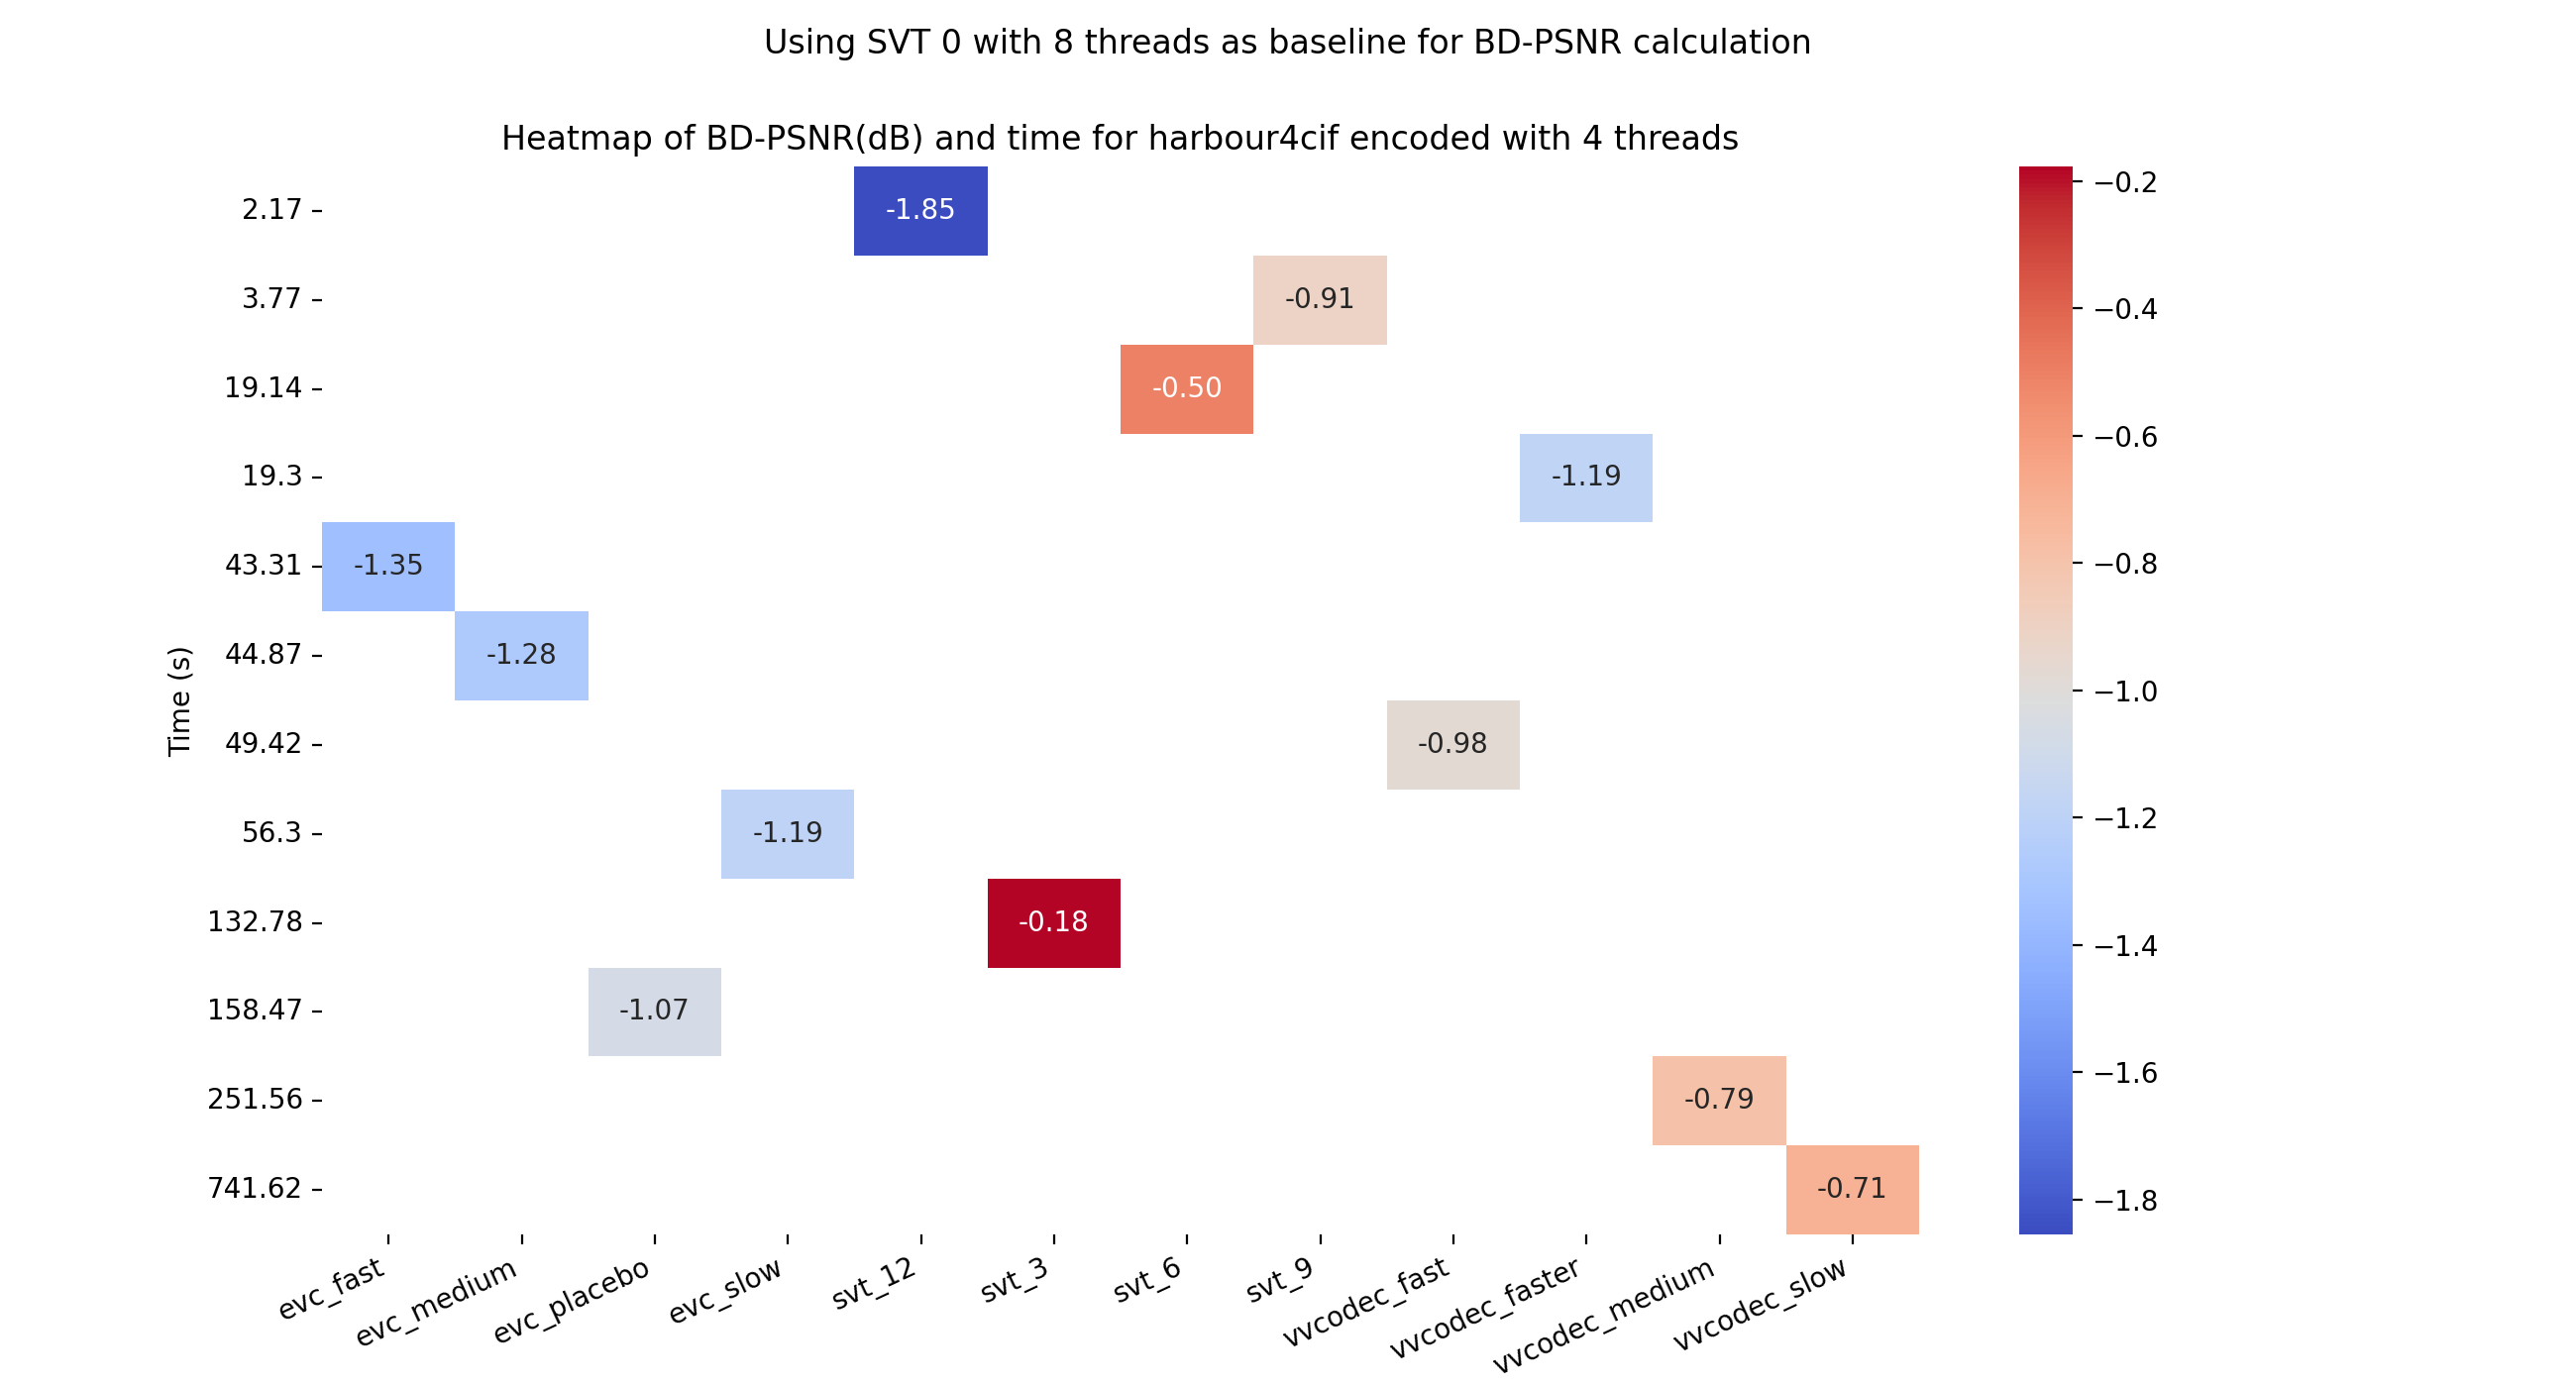 Using SVT 0 with 8 threads as baseline for BD-PSNR calculation
Heatmap of BD-PSNR(dB) and time for harbour4cif encoded with 4 threads
2.17
-1.85
3.77
-0.91
19.14
-0.50
19.3
-1.19
43.31
-1.35
44.87
-1.28
49.42
-0.98
56.3
-1.19
132.78
-0.18
158.47
-1.07
251.56
-0.79
741.62
-0.71
Time (s)
evc_fast
evc_medium
evc_placebo
evc_slow
svt_12
svt_3
svt_6
svt_9
vvcodec_fast
vvcodec_faster
vvcodec_medium
vvcodec_slow
−0.2
−0.4
−0.6
−0.8
−1.0
−1.2
−1.4
−1.6
−1.8